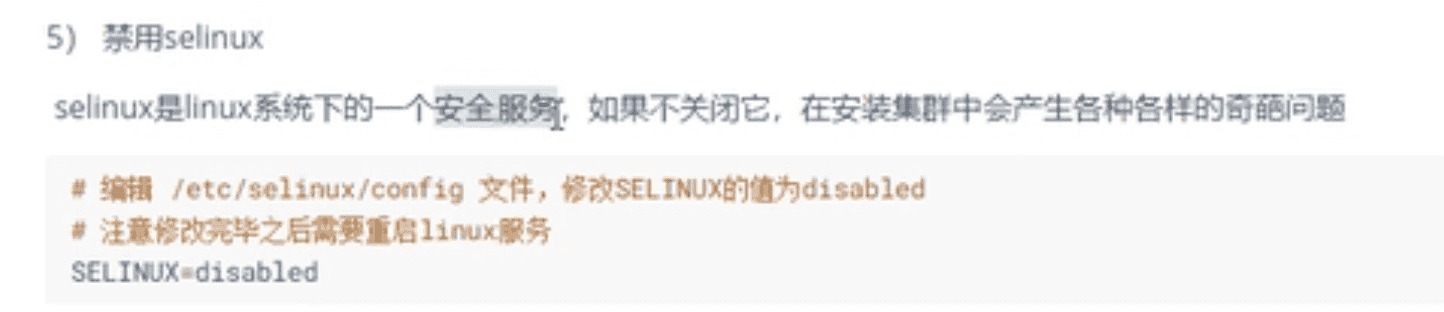 5） 禁用selinux
selinux是linux系统下的一个安全服务，如果不关闭它，在安装集群中会产生各种各样的奇葩问题
# 编辑 /etc/selinux/config 文件，修改SELINUX的值为disabled
# 注意修改完毕之后需要重启linux服务
SELINUX=disabled